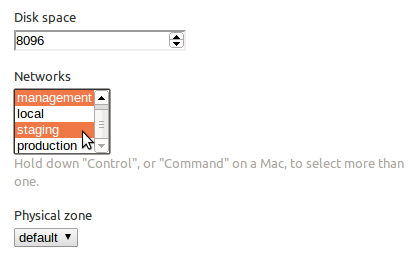 Disk space
8096
Networks
management
local
staging
production
Hold down "Control", or "Command" on a Mac, to select more than
one.
Physical zone
default